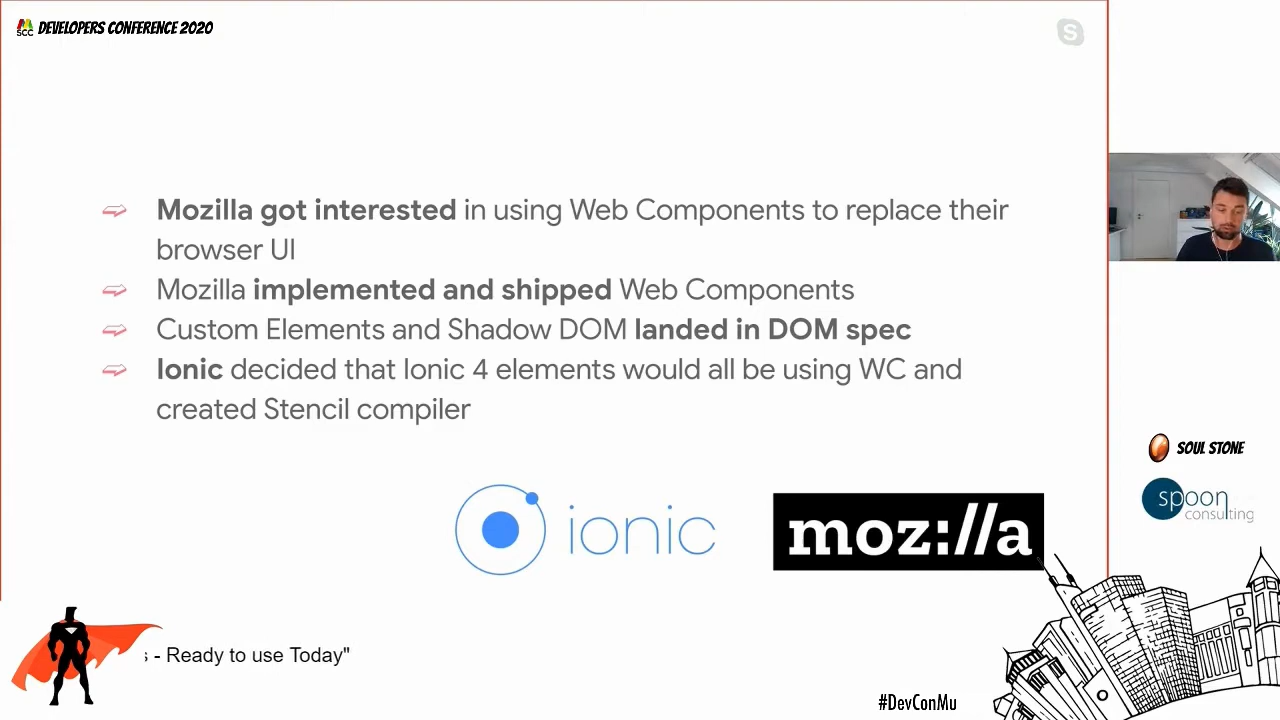 SCC DEVELOPERS CONFERENCE 2020
S
Mozilla got interested in using Web Components to replace their
browser UI
Mozilla implemented and shipped Web Components
Custom Elements and Shadow DOM landed in DOM spec
Ionic decided that Ionic 4 elements would all be using WC and
created Stencil compiler
ionic
moz://a
SOUL STONE
spoon
consulting
- Ready to use Today"
#DevConMu